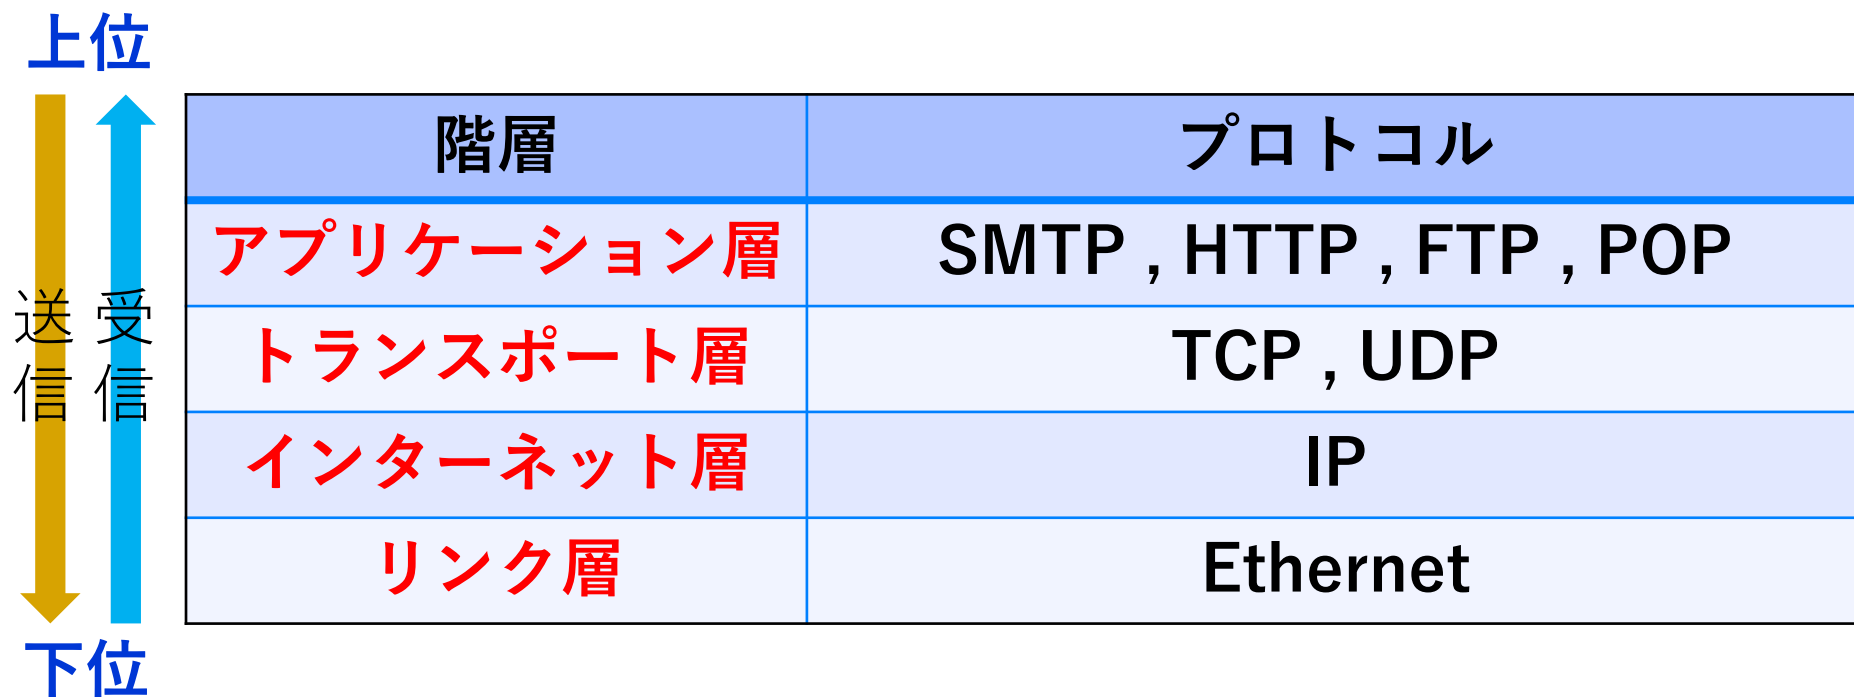 上位
階層 プロトコル
アプリケーション層 SMTP , HTTP , FTP , POP
送信 受信
トランスポート層 TCP , UDP
インターネット層 IP
リンク層 Ethernet
下位